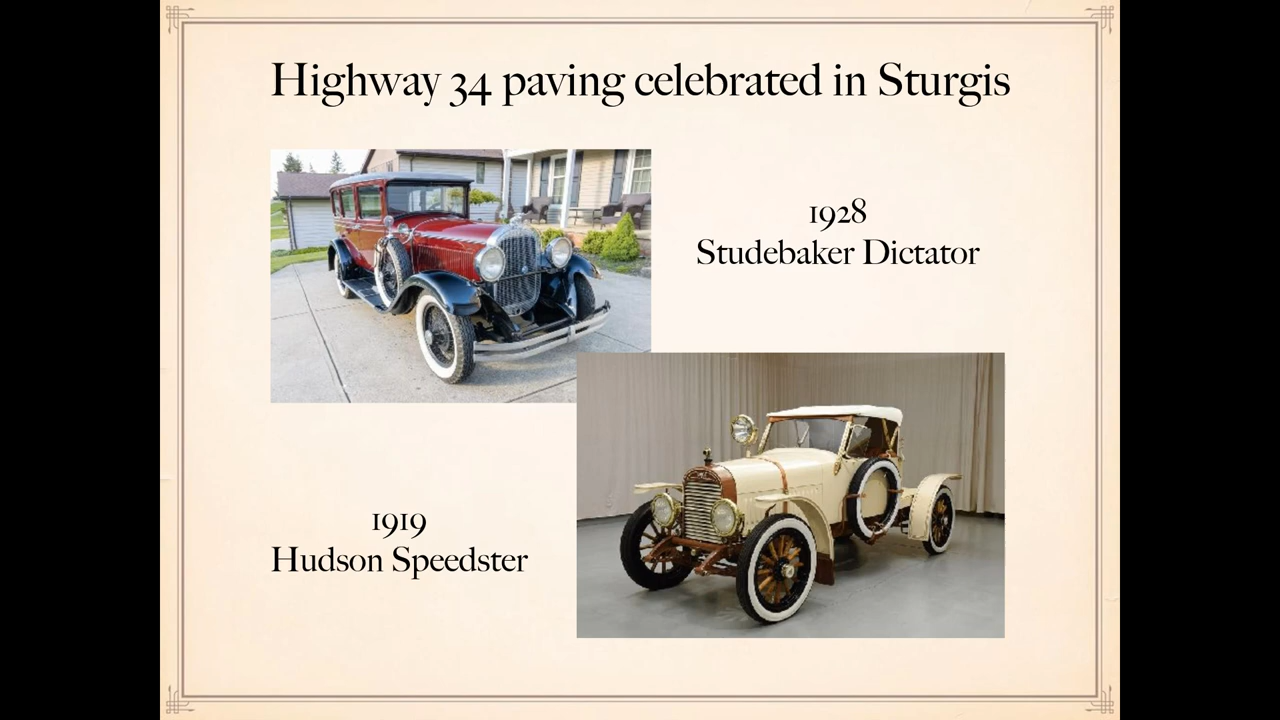 Highway 34 paving celebrated in Sturgis
1928
Studebaker Dictator
1919
Hudson Speedster